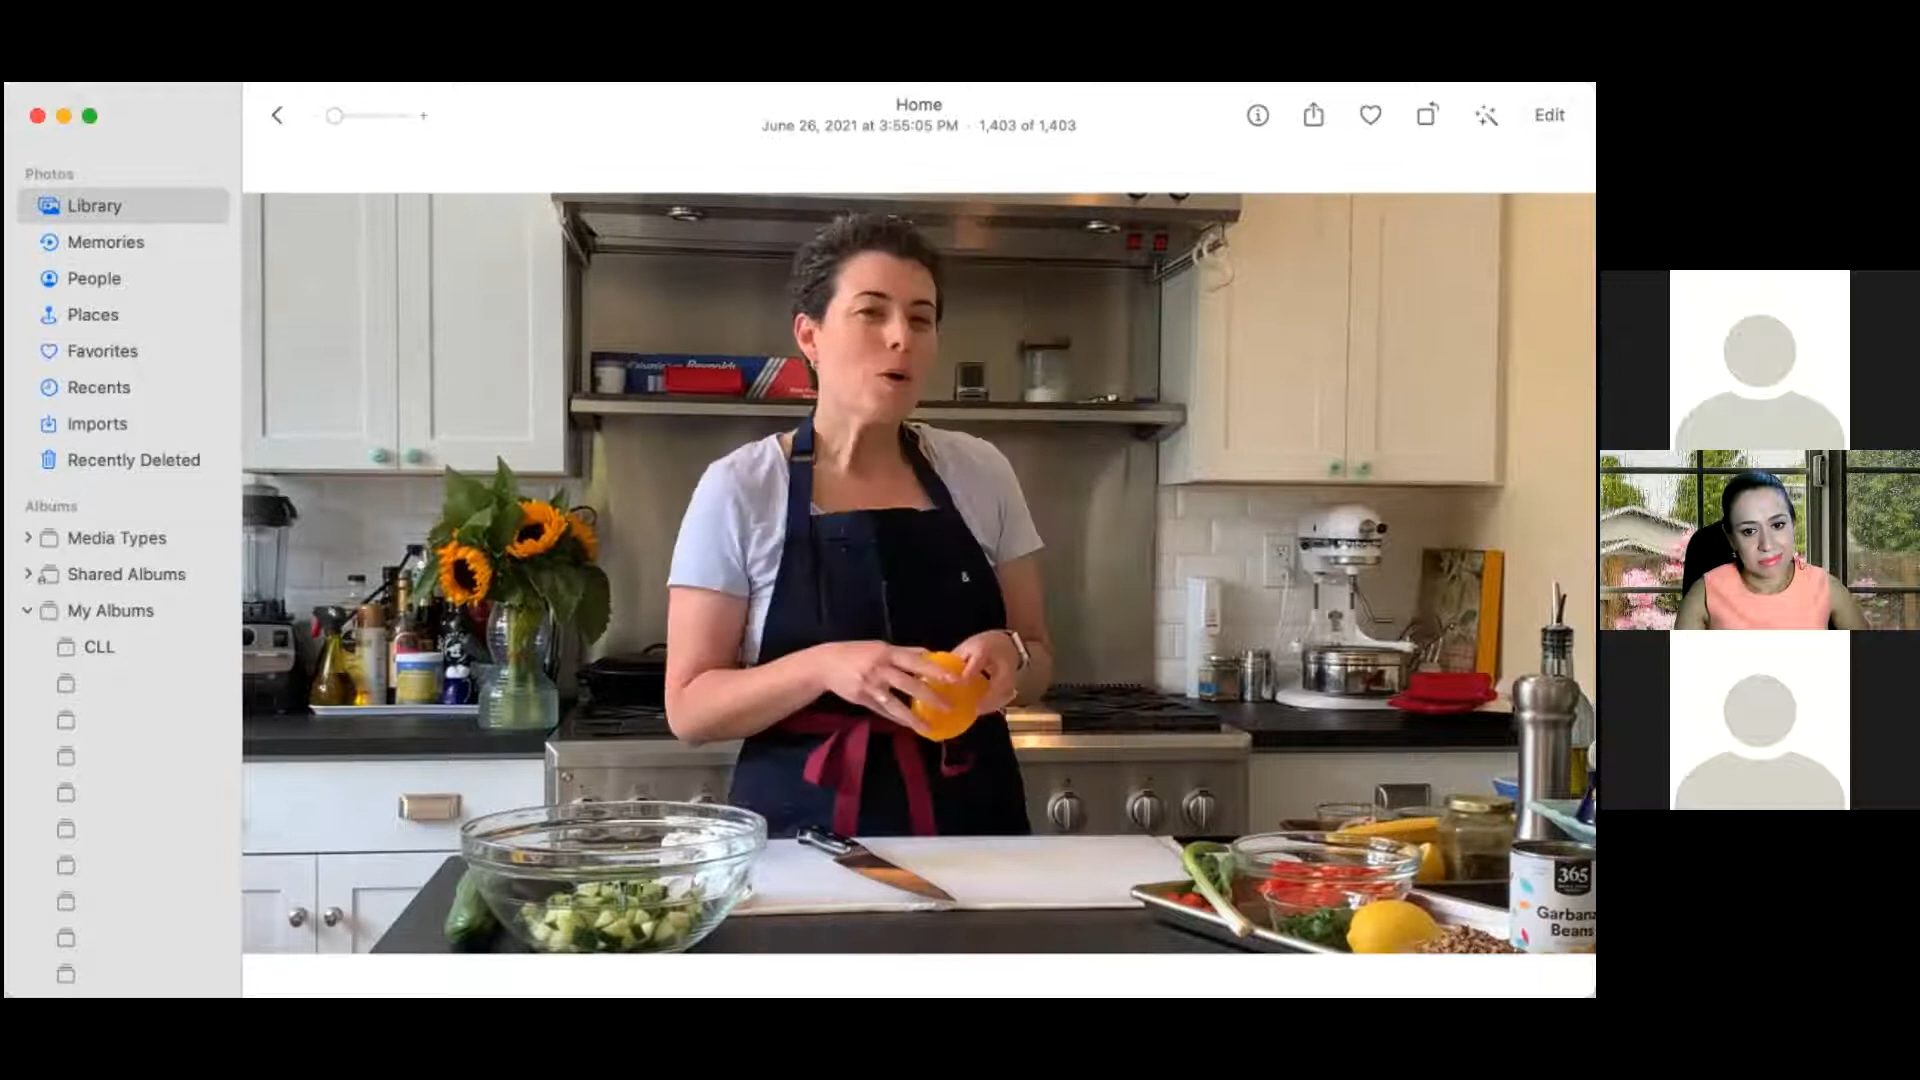 Home
June 26, 2021 at 3:55:05 PM - 1,403 of 1,403
Edit
Photos
Library
Memories
People
Places
Favorites
Recents
Imports
Recently Deleted
Albums
Media Types
Shared Albums
My Albums
CLL
Reynolds
&
365
Garbanz
Beans